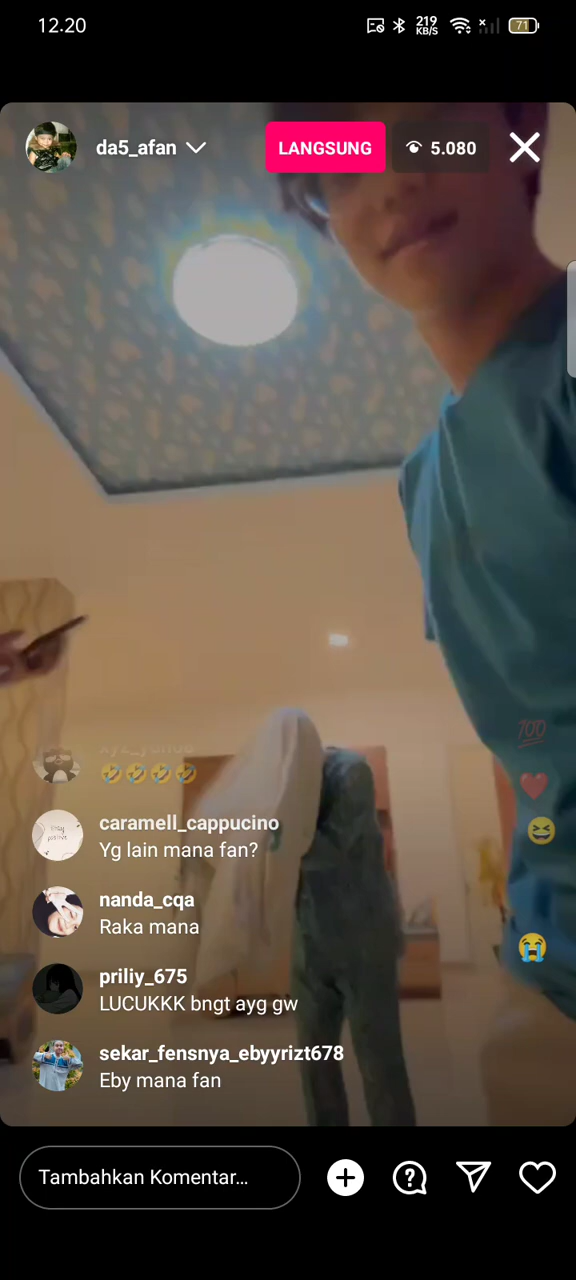 12.20
219
KB/S
71
da5_afan
LANGSUNG
5.080
🤣🤣🤣🤣
caramell_cappucino
Yg lain mana fan?
nanda_cqa
Raka mana
priliy_675
LUCUKKK bngt ayg gw
sekar_fensnya_ebyyrizt678
Eby mana fan
Tambahkan Komentar...